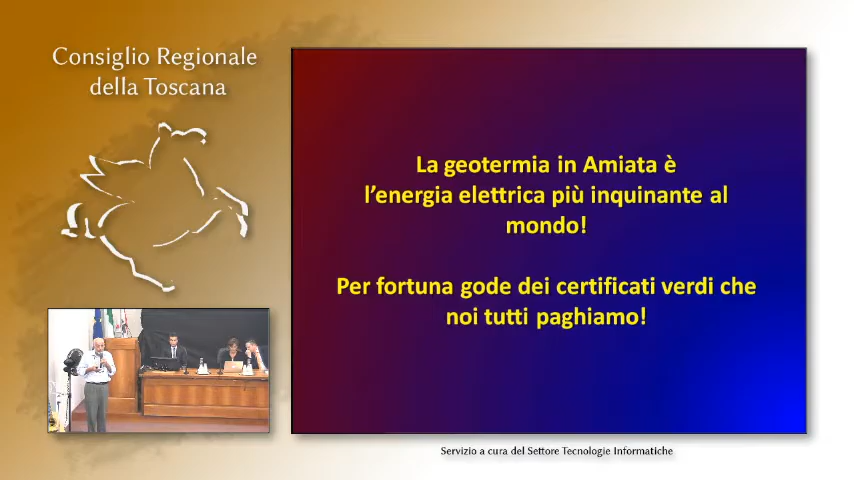 Consiglio Regionale
della Toscana
La geotermia in Amiata è
l'energia elettrica più inquinante al
mondo!
Per fortuna gode dei certificati verdi che
noi tutti paghiamo!
Servizio a cura del Settore Tecnologie Informatiche